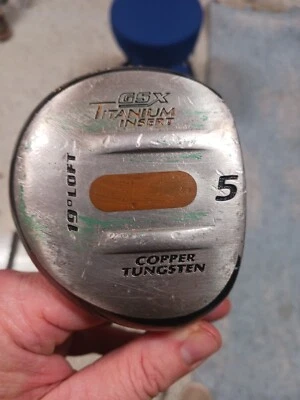 GSX
TITANIUM
INSERT
19° LOFT
5
COPPER
TUNGSTEN